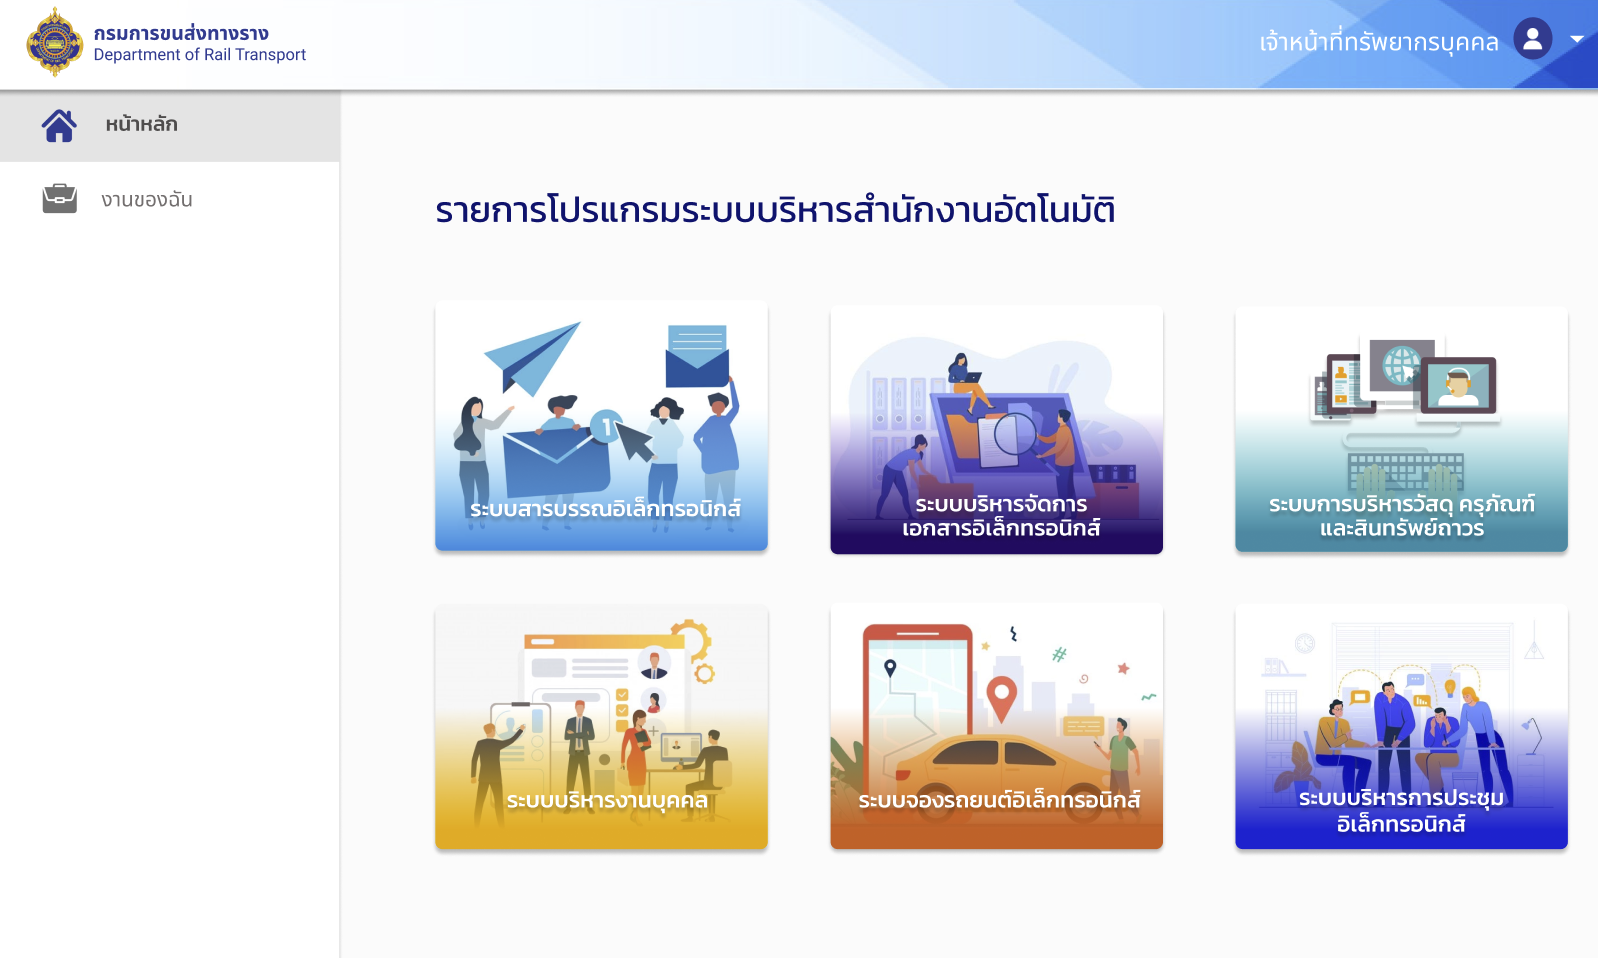 กรมการขนส่งทางราง
Department of Rail Transport
เจ้าหน้าที่ทรัพยากรบุคคล
หน้าหลัก
งานของฉัน
รายการโปรแกรมระบบบริหารสำนักงานอัตโนมัติ
1
ระบบสารบรรณอิเล็กทรอนิกส์
ระบบบริหารจัดการ
เอกสารอิเล็กทรอนิกส์
ระบบการบริหารวัสดุ ครุภัณฑ์
และสินทรัพย์ถาวร
ระบบบริหารงานบุคคล
#
ระบบจองรถยนต์อิเล็กทรอนิกส์
ระบบบริหารการประชุม
อิเล็กทรอนิกส์